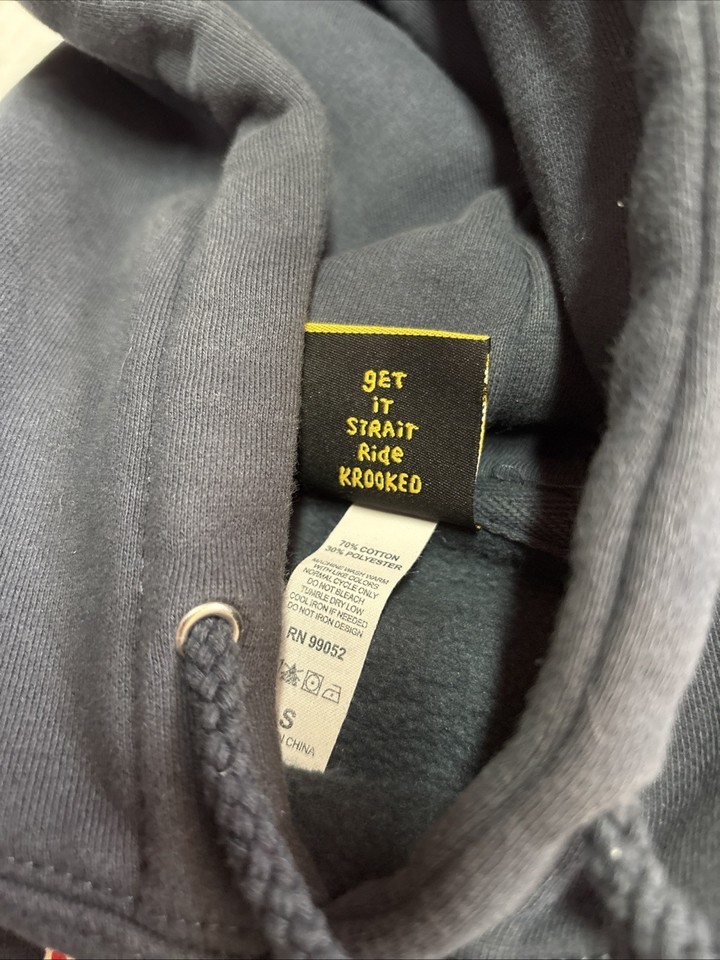 gET
iT
STRAiT
Ride
KROOKED
70% COTTON
30% POLYESTER
MACHINE WASH WARM
WITH LIKE COLORS
NORMAL CYCLE ONLY
DO NOT BLEACH
TUMBLE DRY LOW
COOL IRON IF NEEDED
DO NOT IRON DESIGN
RN 99052
S
N CHINA